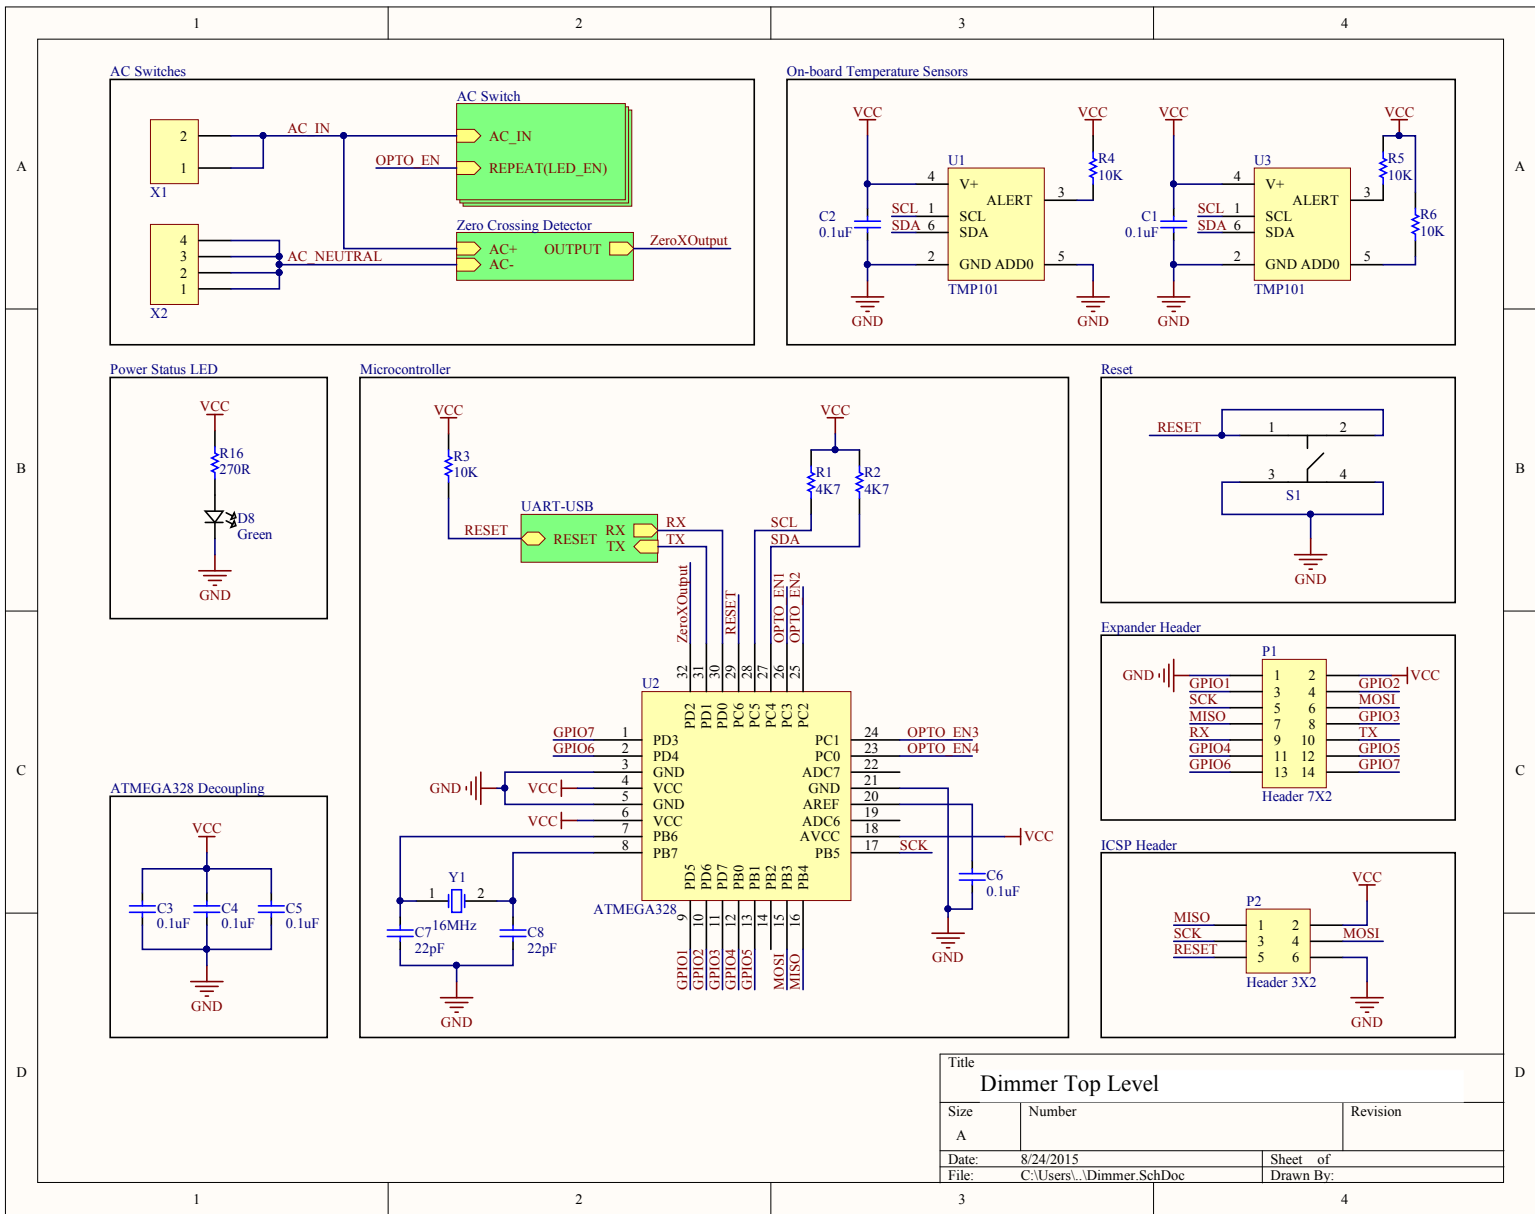 1 2 3 4
A
B
C
D
AC Switches
X1
2
1
AC_IN
OPTO_EN
AC Switch
AC_IN
REPEAT(LED_EN)
X2
4
3
2
1
AC_NEUTRAL
Zero Crossing Detector
AC+ OUTPUT
AC-
ZeroXOutput
On-board Temperature Sensors
VCC VCC VCC VCC
U1
4 V+
ALERT 3
SCL 1 SCL
SDA 6 SDA
2 GND ADD0 5
TMP101
C2
0.1uF
R4
10K
GND GND
U3
4 V+
ALERT 3
SCL 1 SCL
SDA 6 SDA
2 GND ADD0 5
TMP101
C1
0.1uF
R5
10K
R6
10K
GND
Power Status LED
VCC
R16
270R
D8
Green
GND
Microcontroller
VCC VCC
R3
10K
R1
4K7
R2
4K7
UART-USB
RESET RESET RX RX
TX TX
SCL
SDA
ZeroXOutput
RESET
OPTO_EN1
OPTO_EN2
32 31 30 29 28 27 26 25
U2
PD2 PD1 PD0 PC6 PC5 PC4 PC3 PC2
GPIO7 1 PD3
GPIO6 2 PD4
3 GND
GND VCC 4 VCC
5 GND
VCC 6 VCC
7 PB6
8 PB7
PC1 24 OPTO_EN3
PC0 23 OPTO_EN4
ADC7 22
GND 21
AREF 20
ADC6 19
AVCC 18 VCC
PB5 17 SCK
PD5 PD6 PD7 PB0 PB1 PB2 PB3 PB4
ATMEGA328
9 10 11 12 13 14 15 16
GPIO1 GPIO2 GPIO3 GPIO4 GPIO5 MOSI MISO
Y1
1 2
16MHz
C7
22pF
C8
22pF
GND
C6
0.1uF
GND
Reset
RESET
1 2
3 4
S1
GND
Expander Header
P1
GND 1 2 VCC
GPIO1 3 4 GPIO2
SCK 5 6 MOSI
MISO 7 8 GPIO3
RX 9 10 TX
GPIO4 11 12 GPIO5
GPIO6 13 14 GPIO7
Header 7X2
ATMEGA328 Decoupling
VCC
C3
0.1uF
C4
0.1uF
C5
0.1uF
GND
ICSP Header
VCC
P2
MISO 1 2
SCK 3 4 MOSI
RESET 5 6
Header 3X2
GND
A
B
C
D
Title
Dimmer Top Level
Size Number Revision
A
Date: 8/24/2015 Sheet of
File: C:\Users\..\Dimmer.SchDoc Drawn By:
1 2 3 4